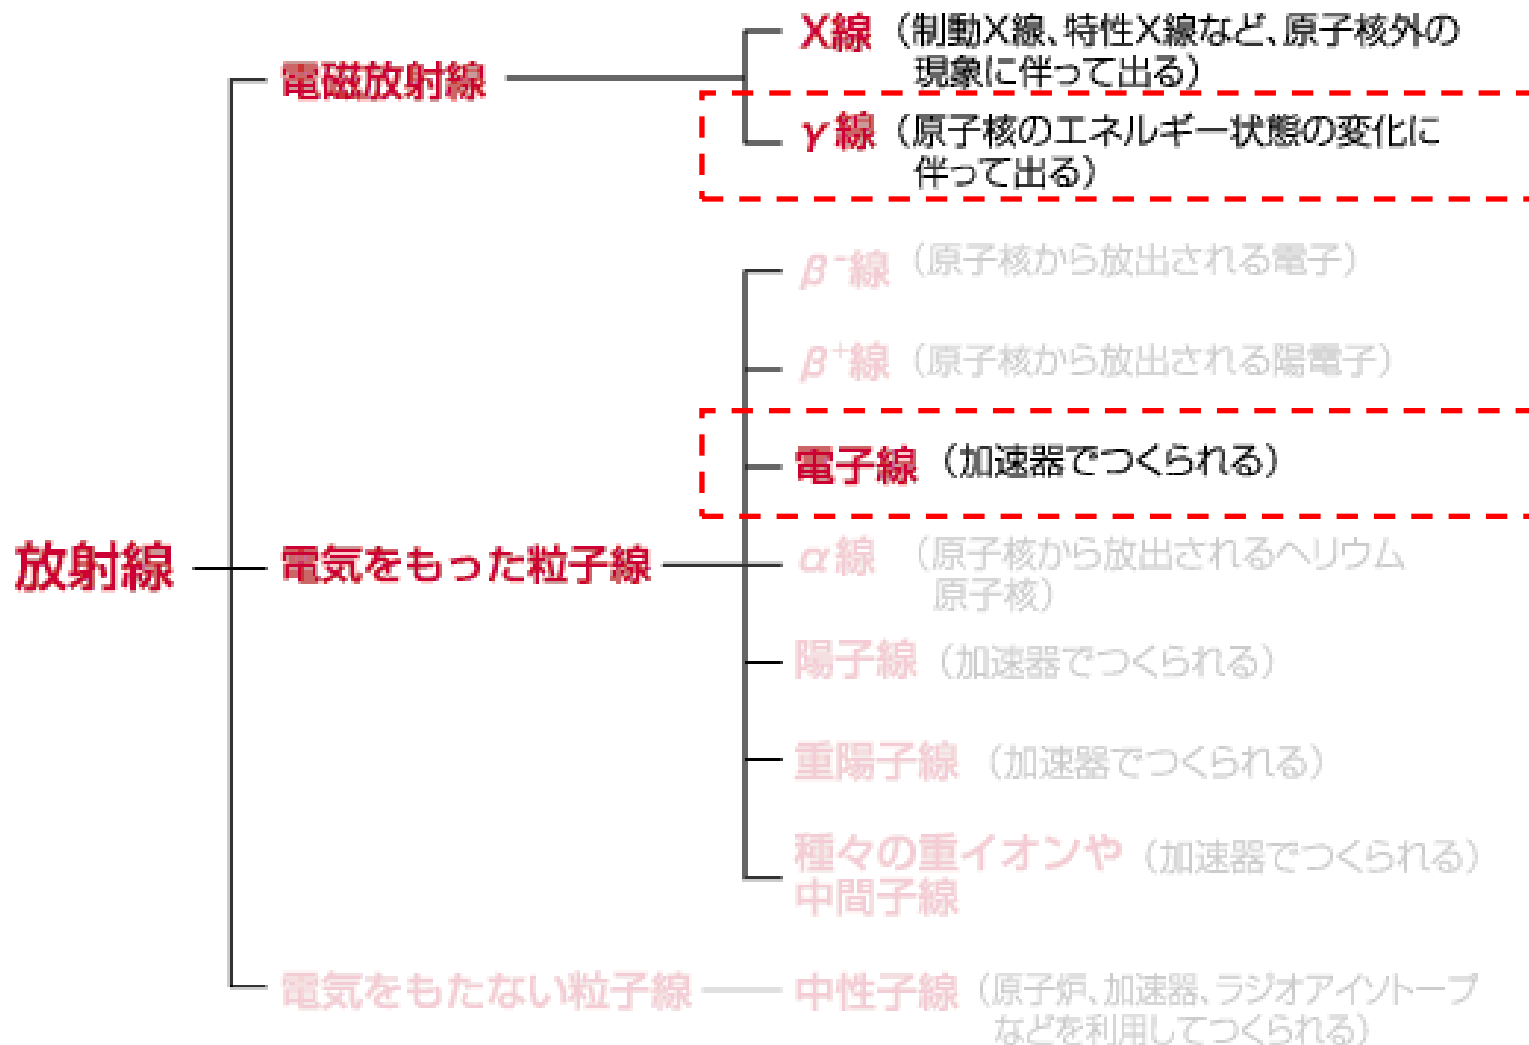 X線 （制動X線、特性X線など、原子核外の
現象に伴って出る）
電磁放射線
γ線 （原子核のエネルギー状態の変化に
伴って出る）
β⁻線 （原子核から放出される電子）
β⁺線 （原子核から放出される陽電子）
電子線 （加速器でつくられる）
放射線
電気をもった粒子線
α線 （原子核から放出されるヘリウム
原子核）
陽子線 （加速器でつくられる）
重陽子線 （加速器でつくられる）
種々の重イオンや （加速器でつくられる）
中間子線
電気をもたない粒子線
中性子線 （原子炉、加速器、ラジオアイソトープ
などを利用してつくられる）